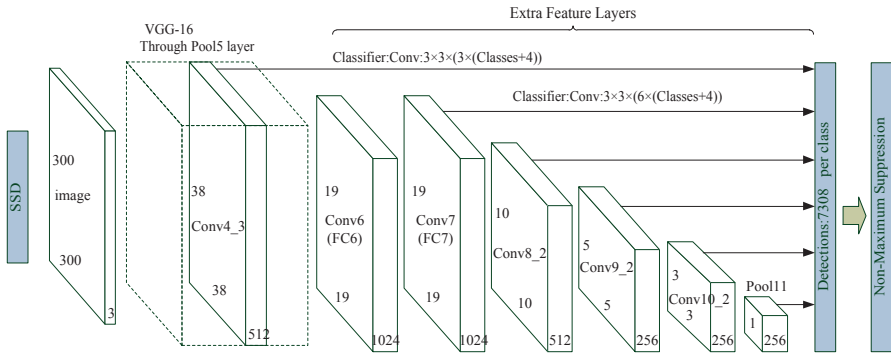 Extra Feature Layers
VGG-16
Through Pool5 layer
Classifier:Conv:3×3×(3×(Classes+4))
Classifier:Conv:3×3×(6×(Classes+4))
SSD
300
image
300
3
38
Conv4_3
38
512
19
Conv6
(FC6)
19
1024
19
Conv7
(FC7)
19
1024
10
Conv8_2
10
512
5
Conv9_2
5
256
3
Conv10_2
3
256
Pool11
1
256
Detections:7308 per class
Non-Maximum Suppression